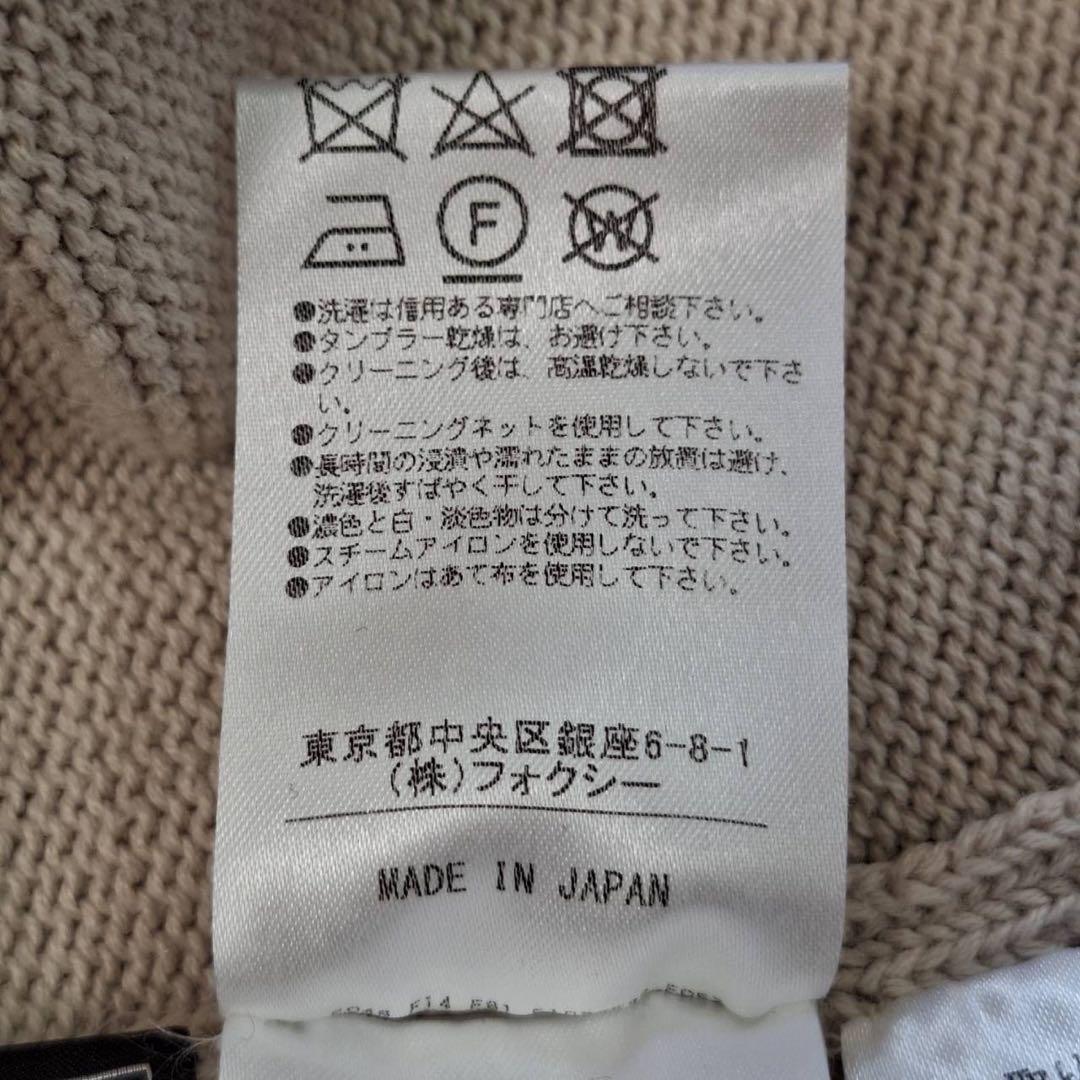 F
W
●洗濯は信用ある専門店へご相談下さい。
●タンブラー乾燥は、お避け下さい。
●クリーニング後は、高温乾燥しないで下さ
い。
●クリーニングネットを使用して下さい。
●長時間の浸漬や濡れたままの放置は避け、
洗濯後すばやく干して下さい。
●濃色と白・淡色物は分けて洗って下さい。
●スチームアイロンを使用しないで下さい。
●アイロンはあて布を使用して下さい。
東京都中央区銀座6-8-1
(株)フォクシー
MADE IN JAPAN